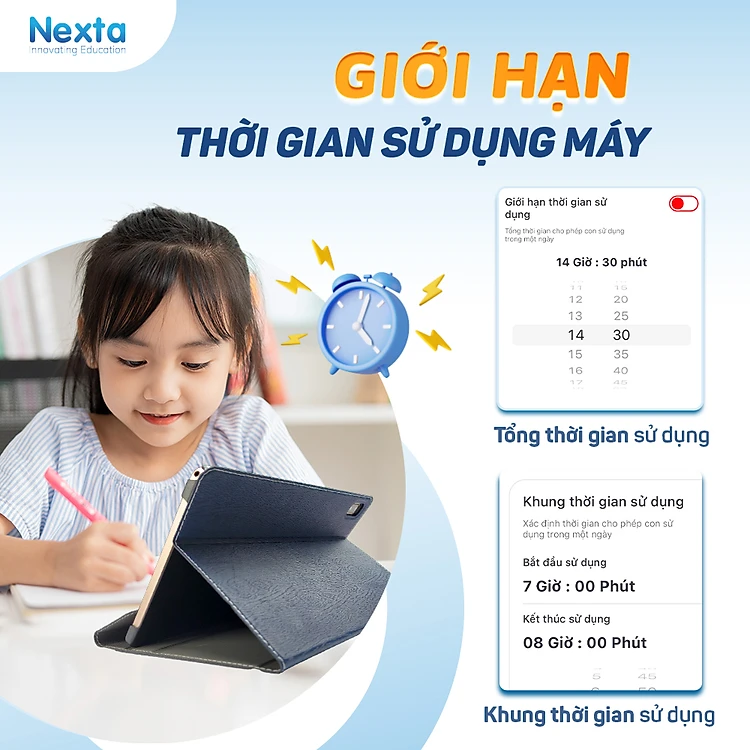 Nexta
Innovating Education
GIỚI HẠN
THỜI GIAN SỬ DỤNG MÁY
Giới hạn thời gian sử
dụng
Tổng thời gian cho phép con sử dụng
trong một ngày
14 Giờ : 30 phút
11 15
12 20
13 25
14 30
15 35
16 40
17 45
Tổng thời gian sử dụng
Khung thời gian sử dụng
Xác định thời gian cho phép con sử
dụng trong một ngày
Bắt đầu sử dụng
7 Giờ : 00 Phút
Kết thúc sử dụng
08 Giờ : 00 Phút
5 45
Khung thời gian sử dụng